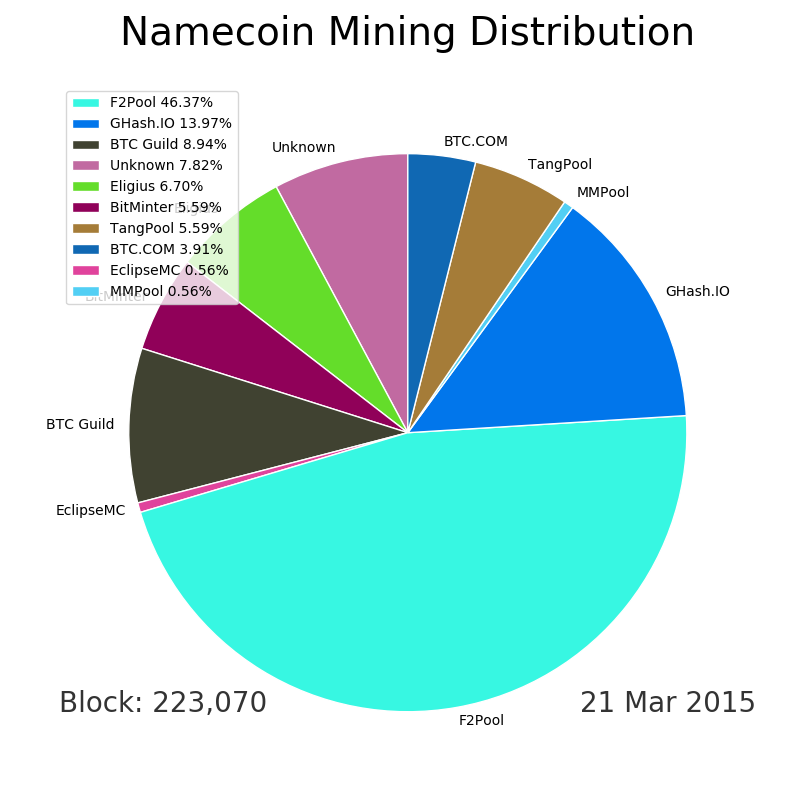 Namecoin Mining Distribution
F2Pool 46.37%
GHash.IO 13.97%
BTC Guild 8.94%
Unknown 7.82%
Eligius 6.70%
BitMinter 5.59%
TangPool 5.59%
BTC.COM 3.91%
EclipseMC 0.56%
MMPool 0.56%
Unknown
BTC.COM
TangPool
MMPool
Eligius
GHash.IO
BitMinter
BTC Guild
EclipseMC
F2Pool
Block: 223,070
21 Mar 2015